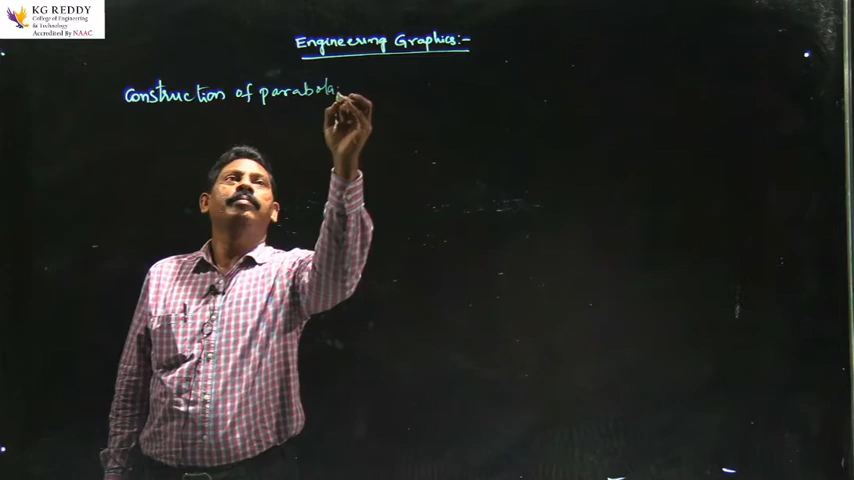 KG REDDY
College of Engineering
& Technology
Accredited By NAAC
Engineering Graphics:-
Construction of parabola: